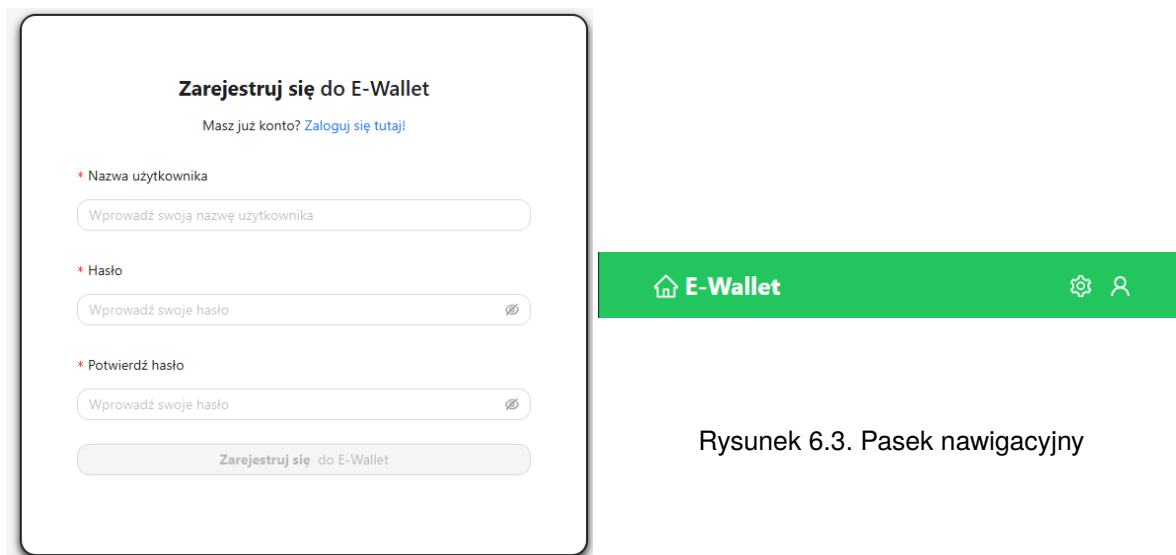 Zarejestruj się do E-Wallet
Masz już konto? Zaloguj się tutaj!
* Nazwa użytkownika
Wprowadź swoją nazwę użytkownika
* Hasło
Wprowadź swoje hasło
* Potwierdź hasło
Wprowadź swoje hasło
Zarejestruj się do E-Wallet
E-Wallet
Rysunek 6.3. Pasek nawigacyjny